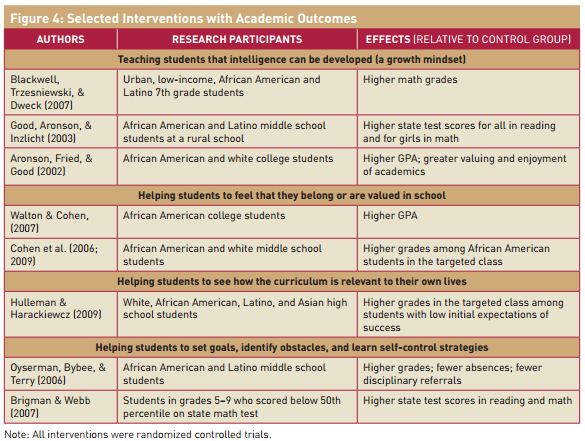 Figure 4: Selected Interventions with Academic Outcomes
AUTHORS
RESEARCH PARTICIPANTS
EFFECTS (RELATIVE TO CONTROL GROUP)
Teaching students that intelligence can be developed (a growth mindset)
Blackwell,
Trzesniewski, &
Dweck (2007)
Urban, low-income, African American and
Latino 7th grade students
Higher math grades
Good, Aronson, &
Inzlicht (2003)
African American and Latino middle school
students at a rural school
Higher state test scores for all in reading
and for girls in math
Aronson, Fried, &
Good (2002)
African American and white college students
Higher GPA; greater valuing and enjoyment
of academics
Helping students to feel that they belong or are valued in school
Walton & Cohen,
(2007)
African American college students
Higher GPA
Cohen et al. (2006;
2009)
African American and white middle school
students
Higher grades among African American
students in the targeted class
Helping students to see how the curriculum is relevant to their own lives
Hulleman &
Harackiewcz (2009)
White, African American, Latino, and Asian high
school students
Higher grades in the targeted class among
students with low initial expectations of
success
Helping students to set goals, identify obstacles, and learn self-control strategies
Oyserman, Bybee, &
Terry (2006)
African American and Latino middle school
students
Higher grades; fewer absences; fewer
disciplinary referrals
Brigman & Webb
(2007)
Students in grades 5–9 who scored below 50th
percentile on state math test
Higher state test scores in reading and math
Note: All interventions were randomized controlled trials.